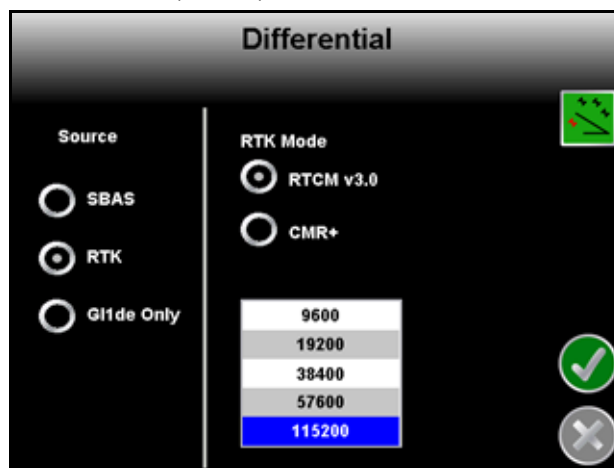 Differential
Source
SBAS
RTK
Gl1de Only
RTK Mode
RTCM v3.0
CMR+
9600
19200
38400
57600
115200